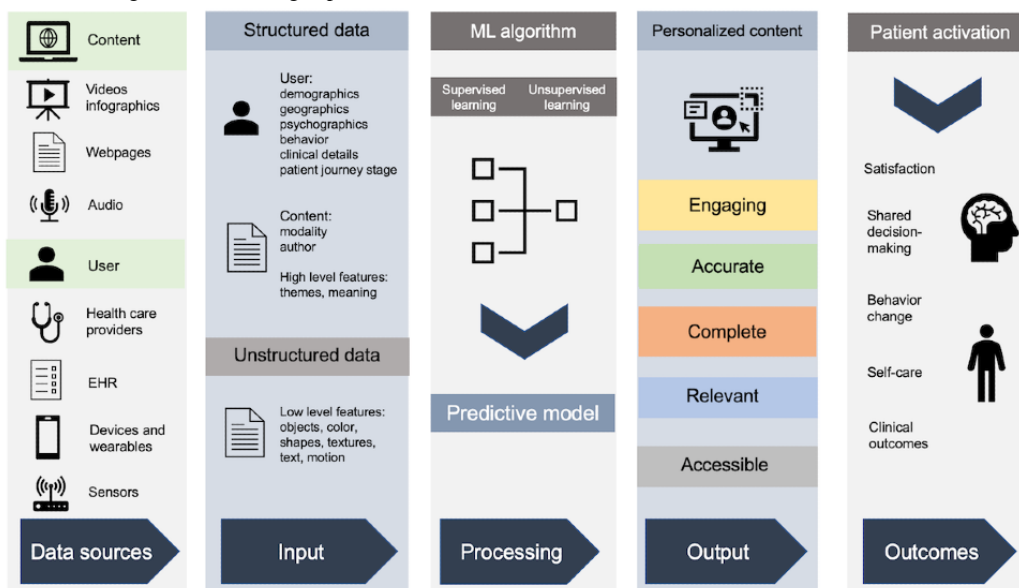 Content
Videos
infographics
Webpages
Audio
User
Health care
providers
EHR
Devices and
wearables
Sensors
Data sources
Structured data
User:
demographics
geographics
psychographics
behavior
clinical details
patient journey stage
Content:
modality
author
High level features:
themes, meaning
Unstructured data
Low level features:
objects, color,
shapes, textures,
text, motion
Input
ML algorithm
Supervised
learning
Unsupervised
learning
Predictive model
Processing
Personalized content
Engaging
Accurate
Complete
Relevant
Accessible
Output
Patient activation
Satisfaction
Shared
decision-
making
Behavior
change
Self-care
Clinical
outcomes
Outcomes